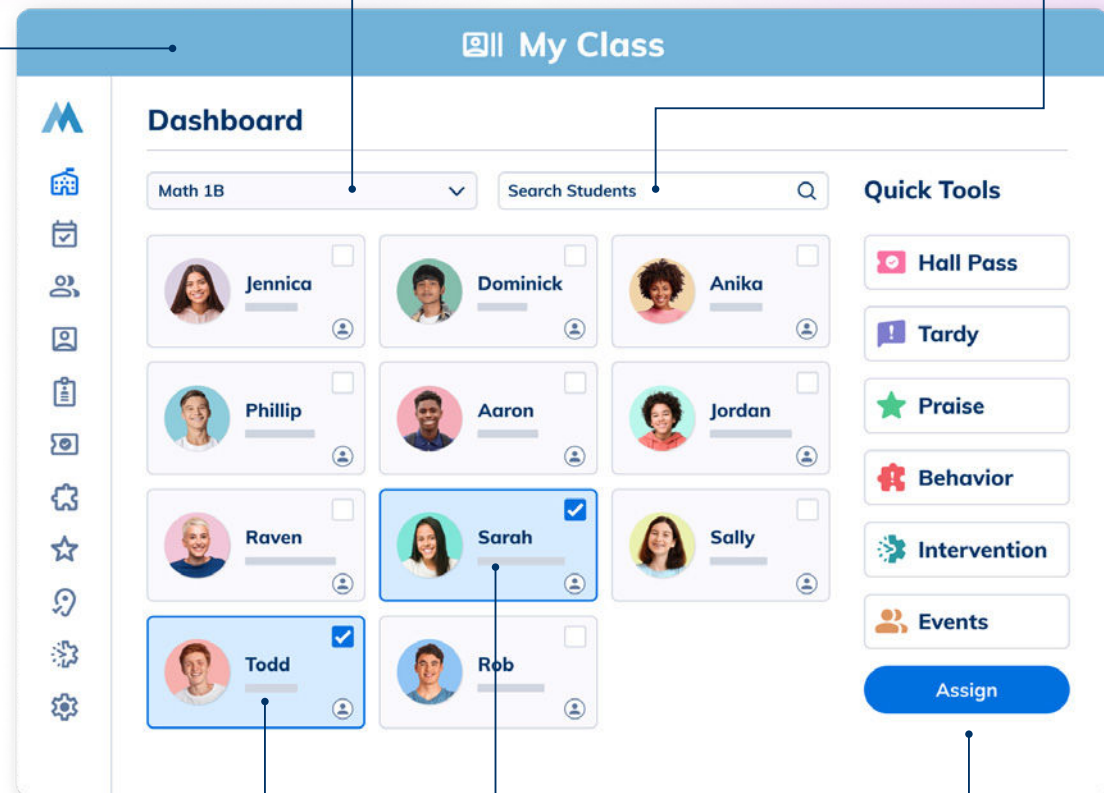 My Class
Dashboard
Math 1B
Search Students
Quick Tools
Jennica
Dominick
Anika
Hall Pass
Tardy
Phillip
Aaron
Jordan
Praise
Behavior
Raven
Sarah
Sally
Intervention
Events
Todd
Rob
Assign